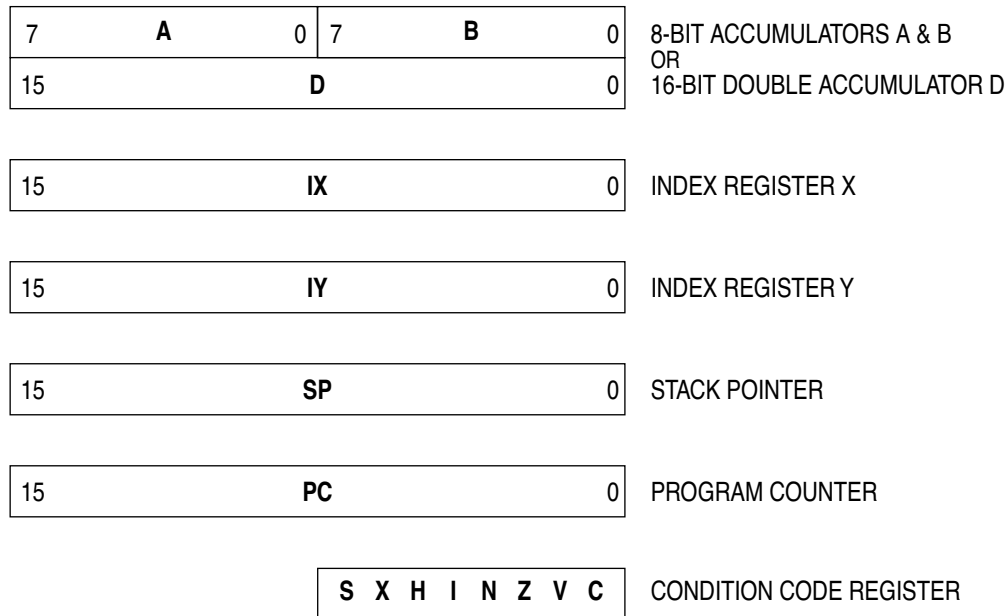 7 A 0 7 B 0 8-BIT ACCUMULATORS A & B
OR
15 D 0 16-BIT DOUBLE ACCUMULATOR D
15 IX 0 INDEX REGISTER X
15 IY 0 INDEX REGISTER Y
15 SP 0 STACK POINTER
15 PC 0 PROGRAM COUNTER
S X H I N Z V C CONDITION CODE REGISTER